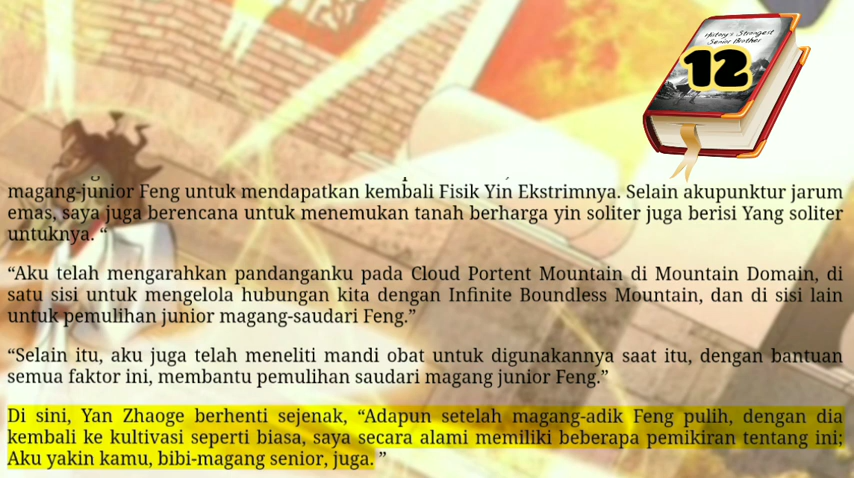 History's Strongest
Senior Brother
12
magang-junior Feng untuk mendapatkan kembali Fisik Yin Ekstrimnya. Selain akupunktur jarum
emas, saya juga berencana untuk menemukan tanah berharga yin soliter juga berisi Yang soliter
untuknya. “
“Aku telah mengarahkan pandanganku pada Cloud Portent Mountain di Mountain Domain, di
satu sisi untuk mengelola hubungan kita dengan Infinite Boundless Mountain, dan di sisi lain
untuk pemulihan junior magang-saudari Feng.”
“Selain itu, aku juga telah meneliti mandi obat untuk digunakannya saat itu, dengan bantuan
semua faktor ini, membantu pemulihan saudari magang junior Feng.”
Di sini, Yan Zhaoge berhenti sejenak, “Adapun setelah magang-adik Feng pulih, dengan dia
kembali ke kultivasi seperti biasa, saya secara alami memiliki beberapa pemikiran tentang ini;
Aku yakin kamu, bibi-magang senior, juga. ”